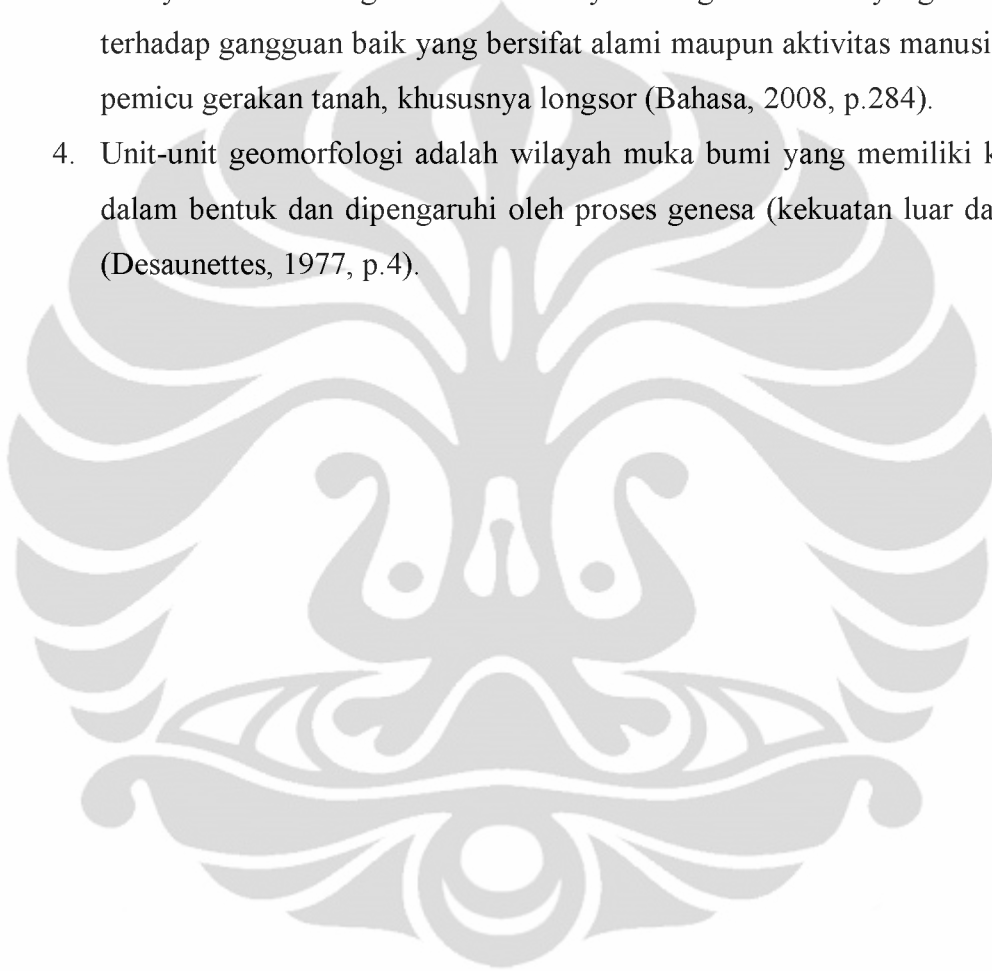 terhadap gangguan baik yang bersifat alami maupun aktivitas
pemicu gerakan tanah, khususnya longsor (Bahasa, 2008, p.284).
4. Unit-unit geomorfologi adalah wilayah muka bumi yang memiliki
dalam bentuk dan dipengaruhi oleh proses genesa (kekuatan luar
(Desaunettes, 1977, p.4).